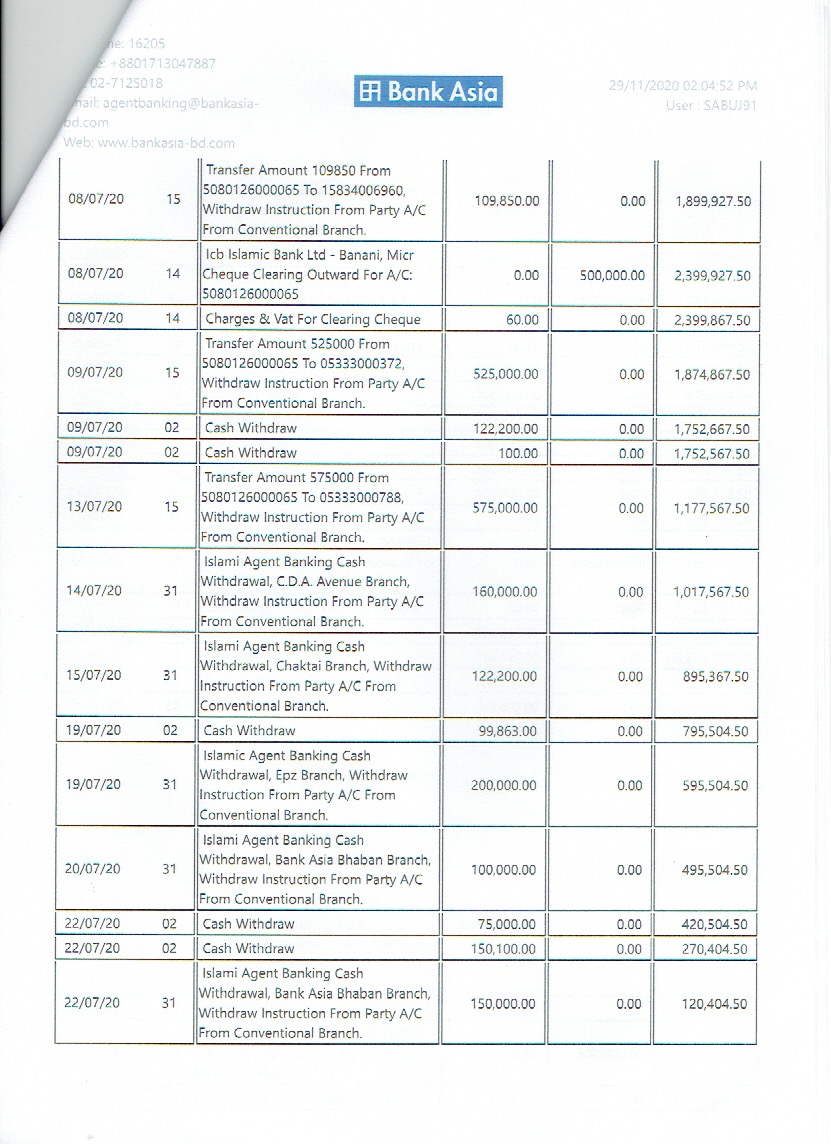 ne: 16205
e: +8801713047887
02-7125018
mail: agentbanking@bankasia-
bd.com
Web: www.bankasia-bd.com
Bank Asia
29/11/2020 02:04:52 PM
User : SABUJ91
08/07/20 15 Transfer Amount 109850 From
5080126000065 To 15834006960,
Withdraw Instruction From Party A/C
From Conventional Branch. 109,850.00 0.00 1,899,927.50
08/07/20 14 Icb Islamic Bank Ltd - Banani, Micr
Cheque Clearing Outward For A/C:
5080126000065 0.00 500,000.00 2,399,927.50
08/07/20 14 Charges & Vat For Clearing Cheque 60.00 0.00 2,399,867.50
09/07/20 15 Transfer Amount 525000 From
5080126000065 To 05333000372,
Withdraw Instruction From Party A/C
From Conventional Branch. 525,000.00 0.00 1,874,867.50
09/07/20 02 Cash Withdraw 122,200.00 0.00 1,752,667.50
09/07/20 02 Cash Withdraw 100.00 0.00 1,752,567.50
13/07/20 15 Transfer Amount 575000 From
5080126000065 To 05333000788,
Withdraw Instruction From Party A/C
From Conventional Branch. 575,000.00 0.00 1,177,567.50
14/07/20 31 Islami Agent Banking Cash
Withdrawal, C.D.A. Avenue Branch,
Withdraw Instruction From Party A/C
From Conventional Branch. 160,000.00 0.00 1,017,567.50
15/07/20 31 Islami Agent Banking Cash
Withdrawal, Chaktai Branch, Withdraw
Instruction From Party A/C From
Conventional Branch. 122,200.00 0.00 895,367.50
19/07/20 02 Cash Withdraw 99,863.00 0.00 795,504.50
19/07/20 31 Islamic Agent Banking Cash
Withdrawal, Epz Branch, Withdraw
Instruction From Party A/C From
Conventional Branch. 200,000.00 0.00 595,504.50
20/07/20 31 Islami Agent Banking Cash
Withdrawal, Bank Asia Bhaban Branch,
Withdraw Instruction From Party A/C
From Conventional Branch. 100,000.00 0.00 495,504.50
22/07/20 02 Cash Withdraw 75,000.00 0.00 420,504.50
22/07/20 02 Cash Withdraw 150,100.00 0.00 270,404.50
22/07/20 31 Islami Agent Banking Cash
Withdrawal, Bank Asia Bhaban Branch,
Withdraw Instruction From Party A/C
From Conventional Branch. 150,000.00 0.00 120,404.50